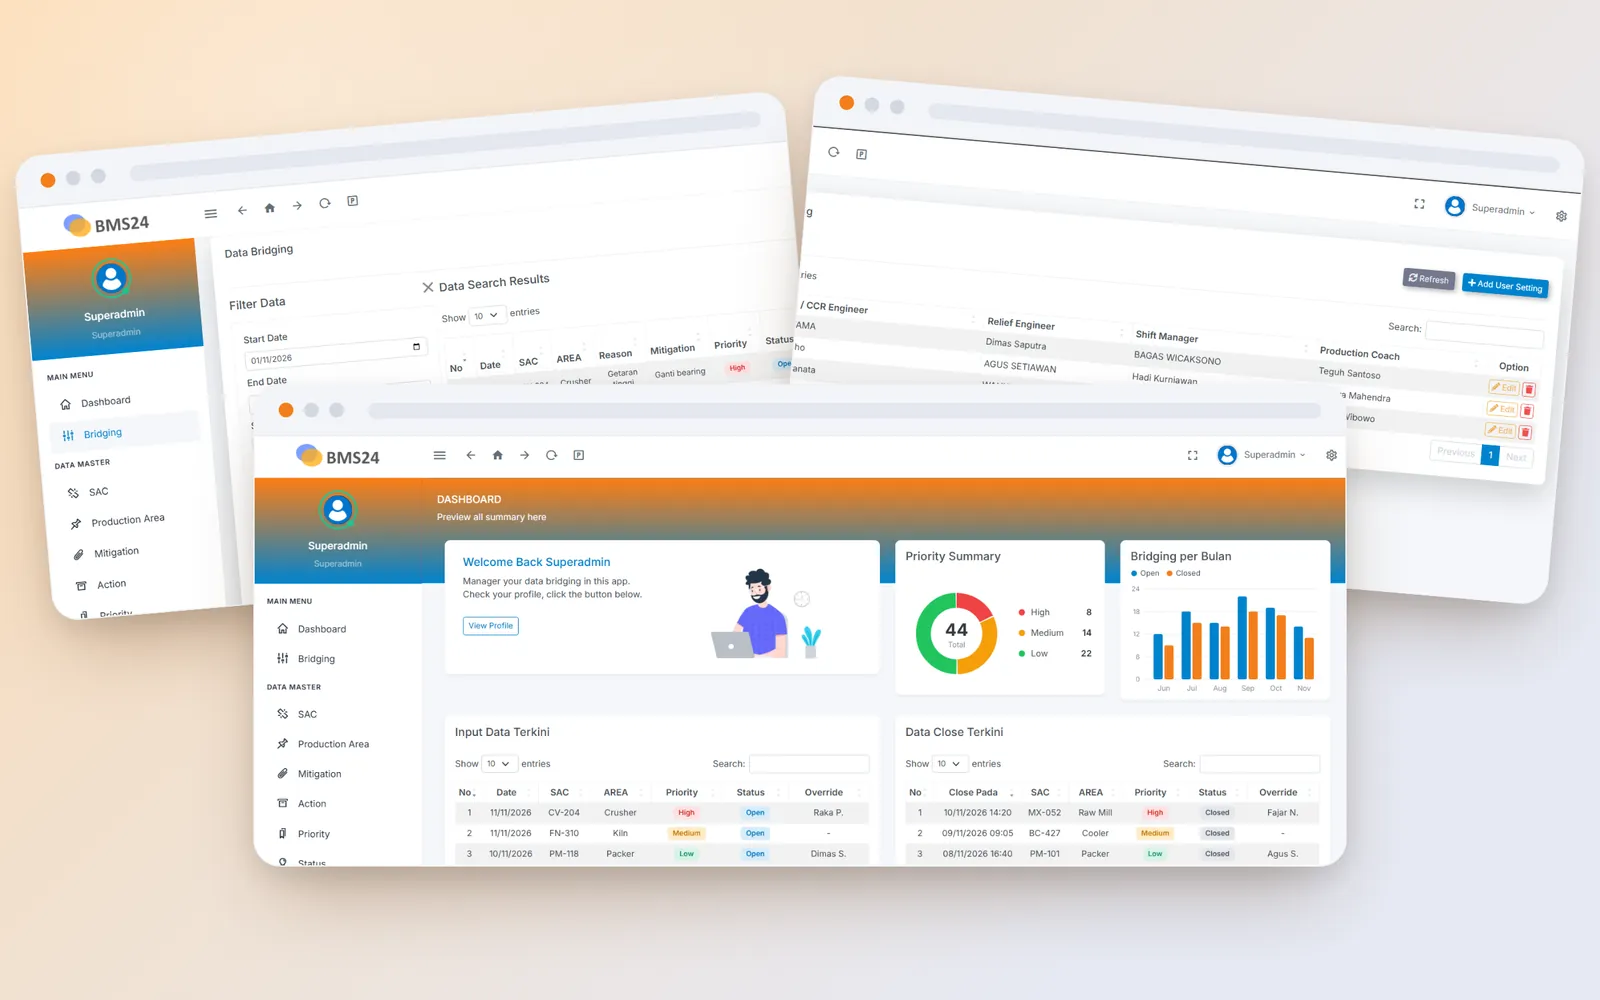 BMS24
Superadmin
Superadmin
MAIN MENU
Dashboard
Bridging
DATA MASTER
SAC
Production Area
Mitigation
Action
Priority
Data Bridging
Filter Data
Start Date
01/11/2026
End Date
Data Search Results
Show 10 entries
No Date SAC AREA Reason Mitigation Priority Status
Crusher Getaran tinggi Ganti bearing High
Superadmin
Refresh
Add User Setting
Search:
/ CCR Engineer Relief Engineer Shift Manager Production Coach Option
Dimas Saputra BAGAS WICAKSONO Teguh Santoso Edit
AGUS SETIAWAN Hadi Kurniawan Mahendra Edit
Wibowo Edit
Previous 1 Next
BMS24
Superadmin
Superadmin
Superadmin
MAIN MENU
Dashboard
Bridging
DATA MASTER
SAC
Production Area
Mitigation
Action
Priority
Status
DASHBOARD
Preview all summary here
Welcome Back Superadmin
Manager your data bridging in this app.
Check your profile, click the button below.
View Profile
Priority Summary
44
Total
High 8
Medium 14
Low 22
Bridging per Bulan
Open Closed
24
18
12
6
0
Jun Jul Aug Sep Oct Nov
Input Data Terkini
Show 10 entries Search:
No Date SAC AREA Priority Status Override
1 11/11/2026 CV-204 Crusher High Open Raka P.
2 11/11/2026 FN-310 Kiln Medium Open -
3 10/11/2026 PM-118 Packer Low Open Dimas S.
Data Close Terkini
Show 10 entries Search:
No Close Pada SAC AREA Priority Status Override
1 10/11/2026 14:20 MX-052 Raw Mill High Closed Fajar N.
2 09/11/2026 09:05 BC-427 Cooler Medium Closed -
3 08/11/2026 16:40 PM-101 Packer Low Closed Agus S.